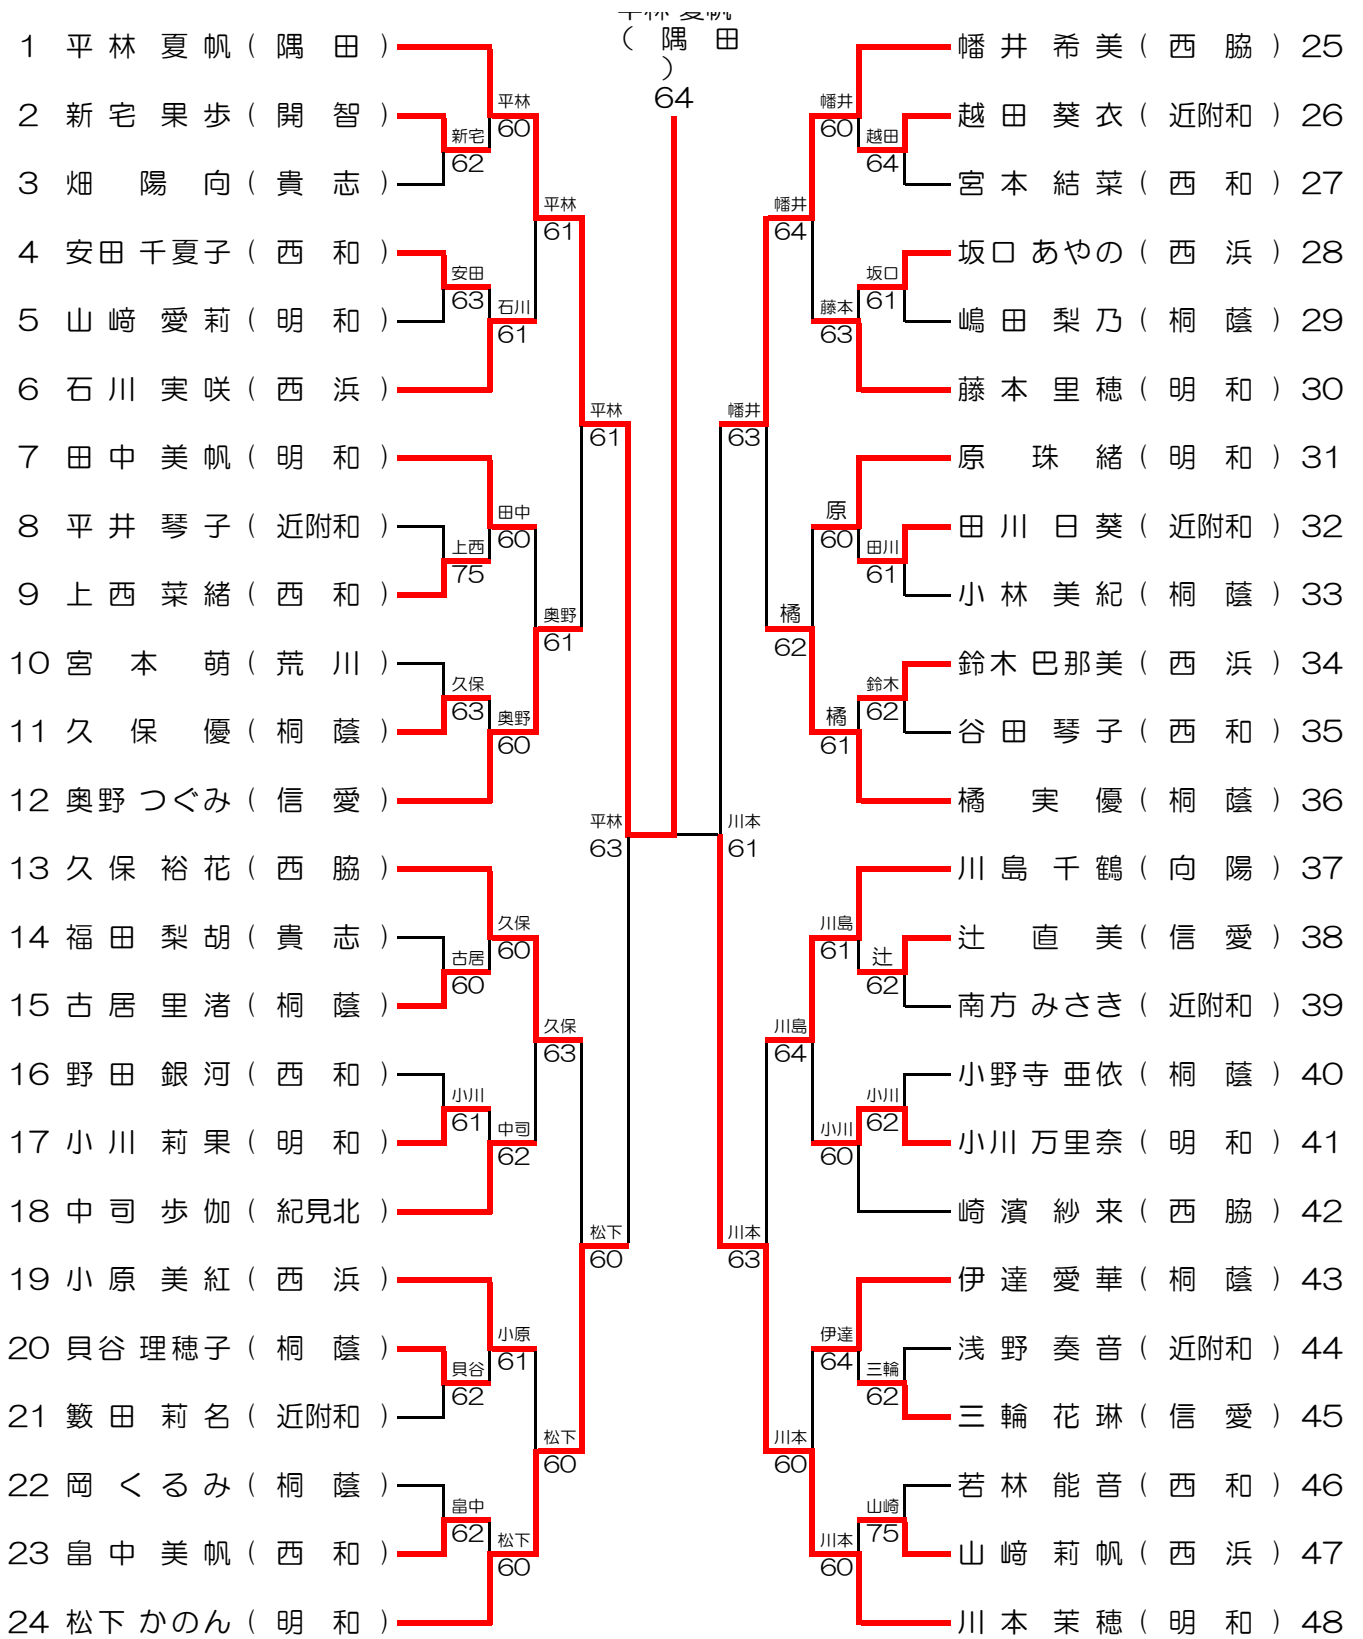 平林 夏帆
( 隅 田
)
64
1 平 林 夏 帆 ( 隅 田 )
2 新 宅 果 歩 ( 開 智 )
3 畑 陽 向 ( 貴 志 )
4 安田 千夏子 ( 西 和 )
5 山 﨑 愛 莉 ( 明 和 )
6 石 川 実 咲 ( 西 浜 )
7 田 中 美 帆 ( 明 和 )
8 平 井 琴 子 ( 近附和 )
9 上 西 菜 緒 ( 西 和 )
10 宮 本 萌 ( 荒 川 )
11 久 保 優 ( 桐 蔭 )
12 奥野 つぐみ ( 信 愛 )
13 久 保 裕 花 ( 西 脇 )
14 福 田 梨 胡 ( 貴 志 )
15 古 居 里 渚 ( 桐 蔭 )
16 野 田 銀 河 ( 西 和 )
17 小 川 莉 果 ( 明 和 )
18 中 司 歩 伽 ( 紀見北 )
19 小 原 美 紅 ( 西 浜 )
20 貝谷 理穂子 ( 桐 蔭 )
21 籔 田 莉 名 ( 近附和 )
22 岡 くるみ ( 桐 蔭 )
23 畠 中 美 帆 ( 西 和 )
24 松下 かのん ( 明 和 )
新宅
62
安田
63
上西
75
久保
63
古居
60
小川
61
貝谷
62
畠中
62
平林
60
石川
61
田中
60
奥野
60
久保
60
中司
62
小原
61
松下
60
平林
61
奥野
61
久保
63
松下
60
平林
61
松下
60
平林
63
川本
61
幡井
63
川本
63
幡井
64
橘
62
川島
64
川本
60
幡井
60
藤本
63
原
60
橘
61
川島
61
小川
60
伊達
64
川本
60
越田
64
坂口
61
田川
61
鈴木
62
辻
62
小川
62
三輪
62
山崎
75
幡 井 希 美 ( 西 脇 ) 25
越 田 葵 衣 ( 近附和 ) 26
宮 本 結 菜 ( 西 和 ) 27
坂口 あやの ( 西 浜 ) 28
嶋 田 梨 乃 ( 桐 蔭 ) 29
藤 本 里 穂 ( 明 和 ) 30
原 珠 緒 ( 明 和 ) 31
田 川 日 葵 ( 近附和 ) 32
小 林 美 紀 ( 桐 蔭 ) 33
鈴木 巴那美 ( 西 浜 ) 34
谷 田 琴 子 ( 西 和 ) 35
橘 実 優 ( 桐 蔭 ) 36
川 島 千 鶴 ( 向 陽 ) 37
辻 直 美 ( 信 愛 ) 38
南方 みさき ( 近附和 ) 39
小野寺 亜依 ( 桐 蔭 ) 40
小川 万里奈 ( 明 和 ) 41
崎 濱 紗 来 ( 西 脇 ) 42
伊 達 愛 華 ( 桐 蔭 ) 43
浅 野 奏 音 ( 近附和 ) 44
三 輪 花 琳 ( 信 愛 ) 45
若 林 能 音 ( 西 和 ) 46
山 﨑 莉 帆 ( 西 浜 ) 47
川 本 茉 穂 ( 明 和 ) 48